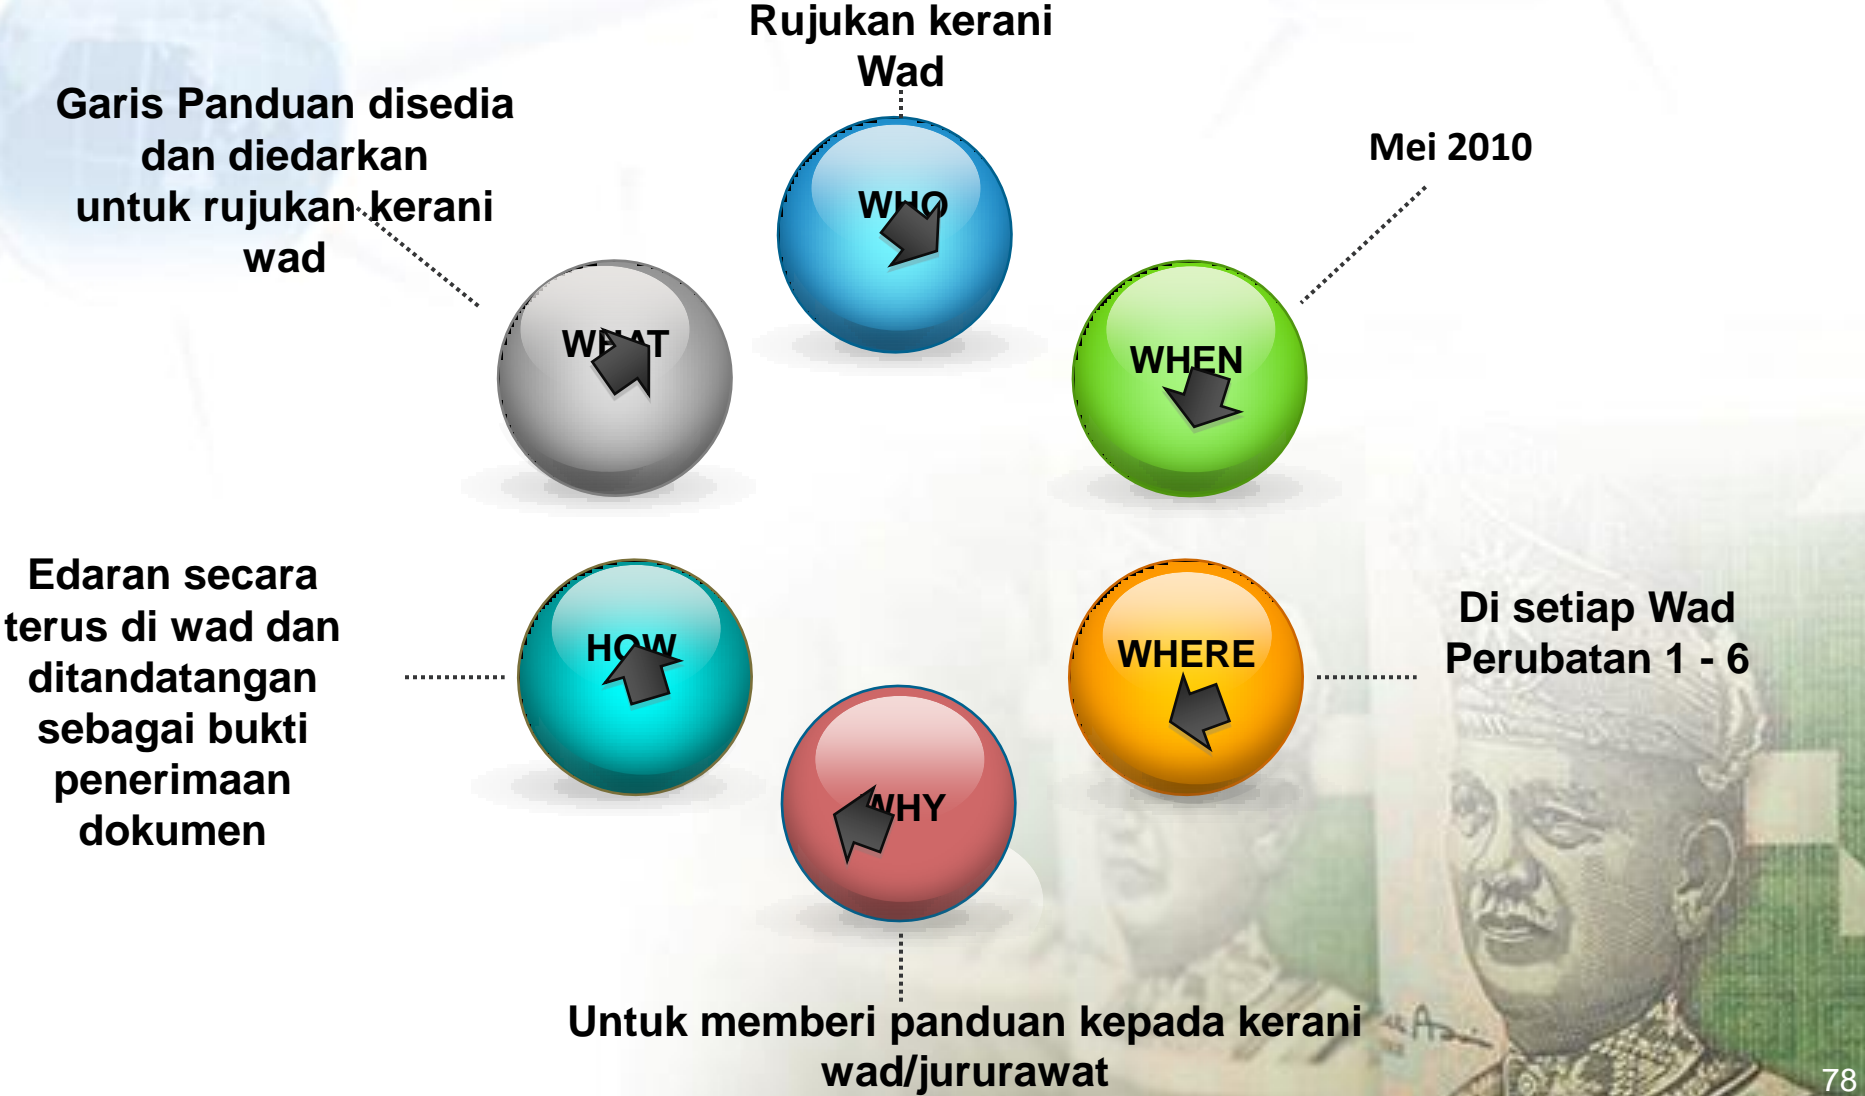 Rujukan kerani
Wad
Garis Panduan disedia
dan diedarkan
untuk rujukan kerani
wad
Mei 2010
WHO
WHAT
WHEN
Edaran secara
terus di wad dan
ditandatangan
sebagai bukti
penerimaan
dokumen
HOW
WHERE
Di setiap Wad
Perubatan 1 - 6
WHY
Untuk memberi panduan kepada kerani
wad/jururawat
78